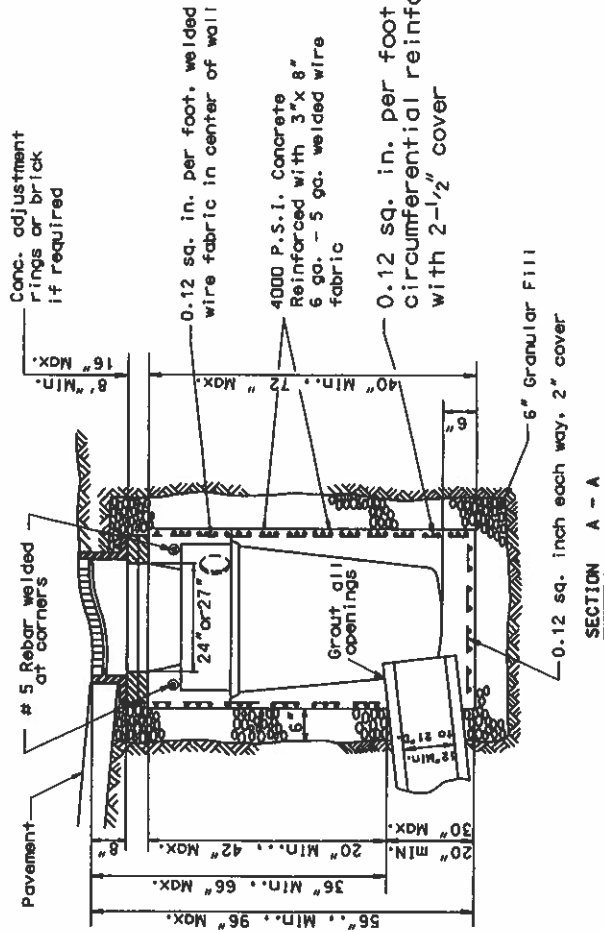 Pavement
# 5 Rebar welded
at corners
Conc. adjustment
rings or brick
if required
0.12 sq. in. per foot, welded
wire fabric in center of wall
4000 P.S.I. Concrete
Reinforced with 3"x 8"
6 ga. - 5 ga. welded wire
fabric
0.12 sq. in. per foot
circumferential reinfo
with 2-1/2" cover
8'"Min.
16" Max.
40" Min., 72" Max.
6"
24"or27"
Grout all
openings
12"Min.
to 21"D.
6"
8"
20" Min., 42" Max.
20" MIN.
30" Max.
36" Min., 66" Max.
56"., Min., 96" Max.
6" Granular Fill
0.12 sq. inch each way, 2" cover
SECTION A - A